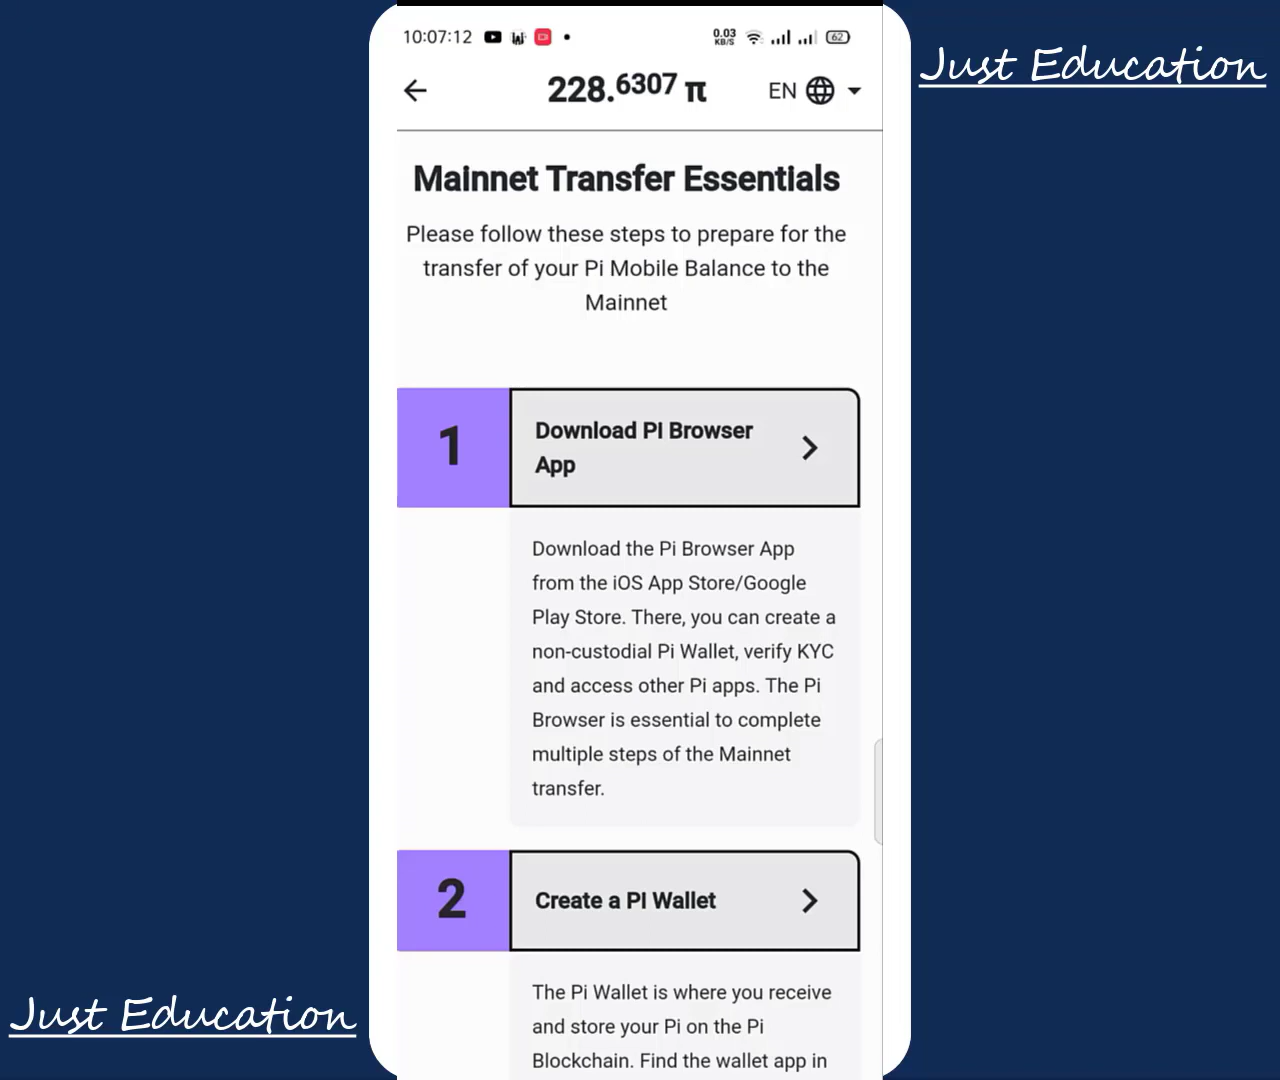 10:07:12
0.03 KB/S
62
Just Education
228.6307 π
EN
Mainnet Transfer Essentials
Please follow these steps to prepare for the
transfer of your Pi Mobile Balance to the
Mainnet
1
Download PI Browser
App
Download the Pi Browser App
from the iOS App Store/Google
Play Store. There, you can create a
non-custodial Pi Wallet, verify KYC
and access other Pi apps. The Pi
Browser is essential to complete
multiple steps of the Mainnet
transfer.
2
Create a PI Wallet
The Pi Wallet is where you receive
and store your Pi on the Pi
Blockchain. Find the wallet app in
Just Education